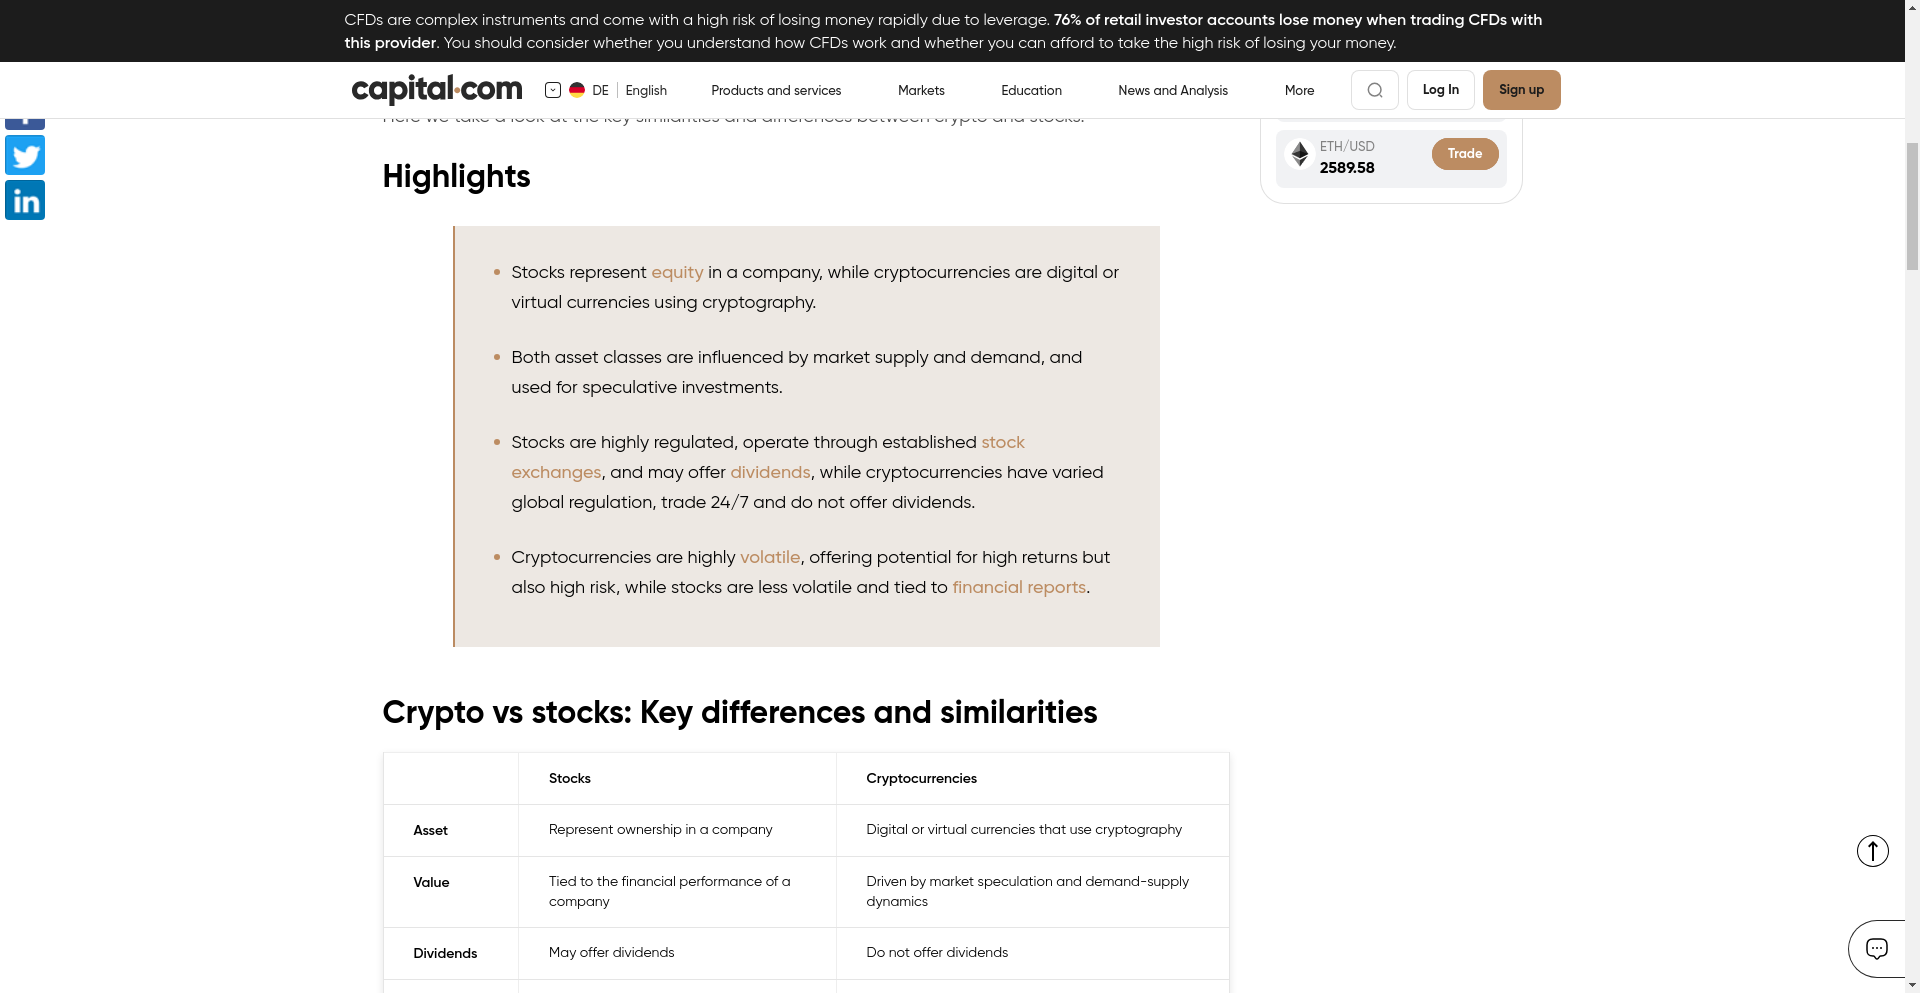 CFDs are complex instruments and come with a high risk of losing money rapidly due to leverage. 76% of retail investor accounts lose money when trading CFDs with
this provider. You should consider whether you understand how CFDs work and whether you can afford to take the high risk of losing your money.
capital.com
DE
English
Products and services
Markets
Education
News and Analysis
More
Log In
Sign up
Here we take a look at the key similarities and differences between crypto and stocks.
ETH/USD
2589.58
Trade
in
Highlights
Stocks represent equity in a company, while cryptocurrencies are digital or
virtual currencies using cryptography.
Both asset classes are influenced by market supply and demand, and
used for speculative investments.
Stocks are highly regulated, operate through established stock
exchanges, and may offer dividends, while cryptocurrencies have varied
global regulation, trade 24/7 and do not offer dividends.
Cryptocurrencies are highly volatile, offering potential for high returns but
also high risk, while stocks are less volatile and tied to financial reports.
Crypto vs stocks: Key differences and similarities
Stocks
Cryptocurrencies
Asset
Represent ownership in a company
Digital or virtual currencies that use cryptography
Value
Tied to the financial performance of a
company
Driven by market speculation and demand-supply
dynamics
Dividends
May offer dividends
Do not offer dividends